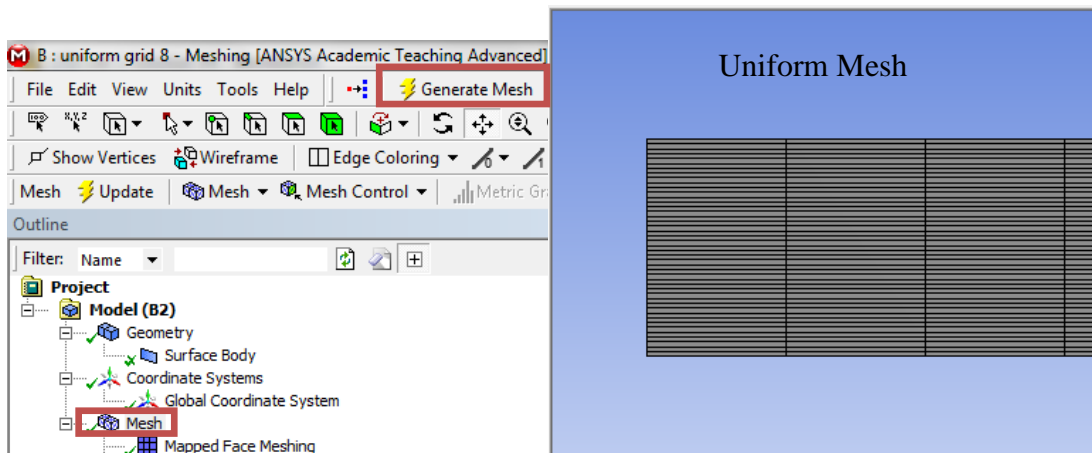 B : uniform grid 8 - Meshing [ANSYS Academic Teaching Advanced]
File Edit View Units Tools Help Generate Mesh
Show Vertices Wireframe Edge Coloring
Mesh Update Mesh Mesh Control Metric Gr
Outline
Filter: Name
Project
Model (B2)
Geometry
Surface Body
Coordinate Systems
Global Coordinate System
Mesh
Mapped Face Meshing
Uniform Mesh